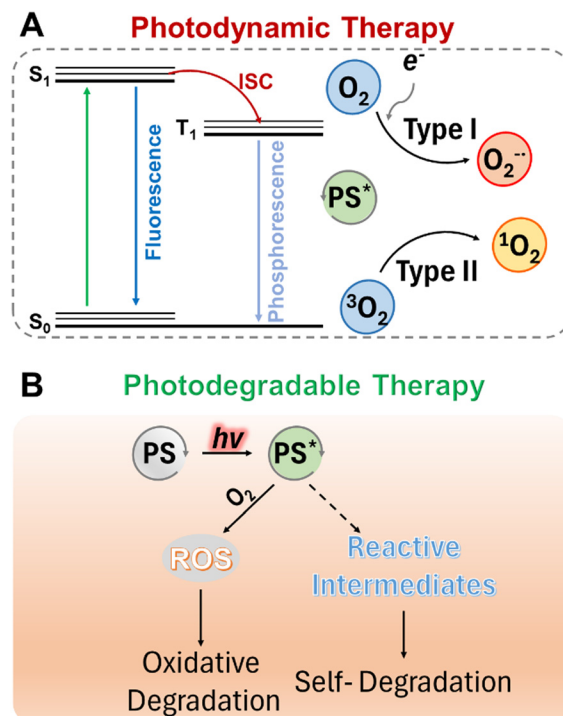 A
Photodynamic Therapy
S₁
ISC
T₁
Fluorescence
Phosphorescence
S₀
O₂
e⁻
Type I
O₂⁻·
PS*
¹O₂
Type II
³O₂
B
Photodegradable Therapy
PS
hv
PS*
O₂
ROS
Reactive
Intermediates
Oxidative
Degradation
Self- Degradation